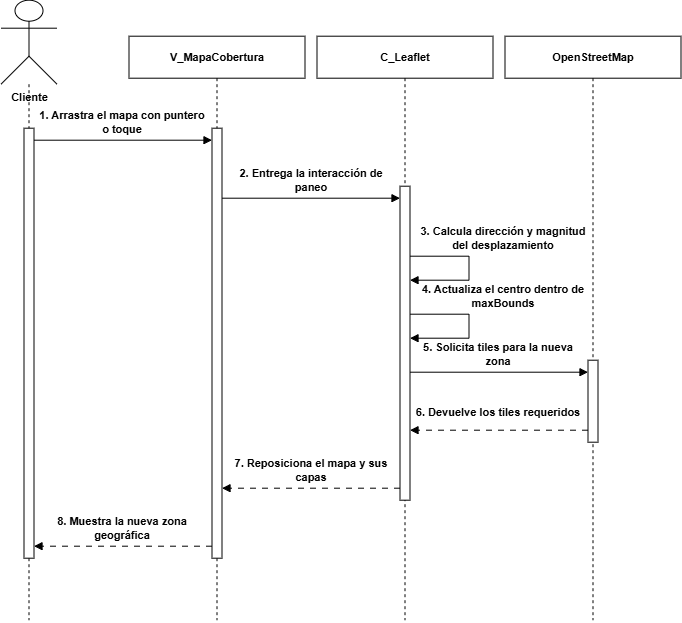 V_MapaCobertura
C_Leaflet
OpenStreetMap
Cliente
1. Arrastra el mapa con puntero
o toque
2. Entrega la interacción de
paneo
3. Calcula dirección y magnitud
del desplazamiento
4. Actualiza el centro dentro de
maxBounds
5. Solicita tiles para la nueva
zona
6. Devuelve los tiles requeridos
7. Reposiciona el mapa y sus
capas
8. Muestra la nueva zona
geográfica